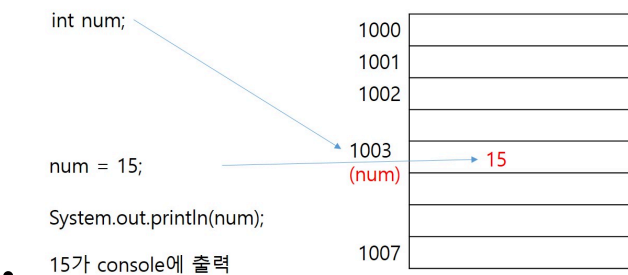 int num;
1000
1001
1002
1003
(num)
15
num = 15;
System.out.println(num);
1007
15가 console에 출력